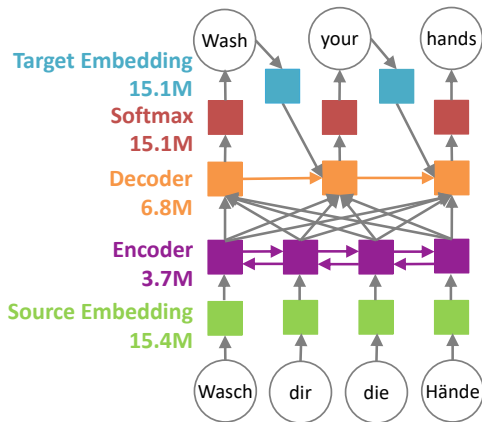 Wash your hands
Target Embedding
15.1M
Softmax
15.1M
Decoder
6.8M
Encoder
3.7M
Source Embedding
15.4M
Wasch dir die Hände